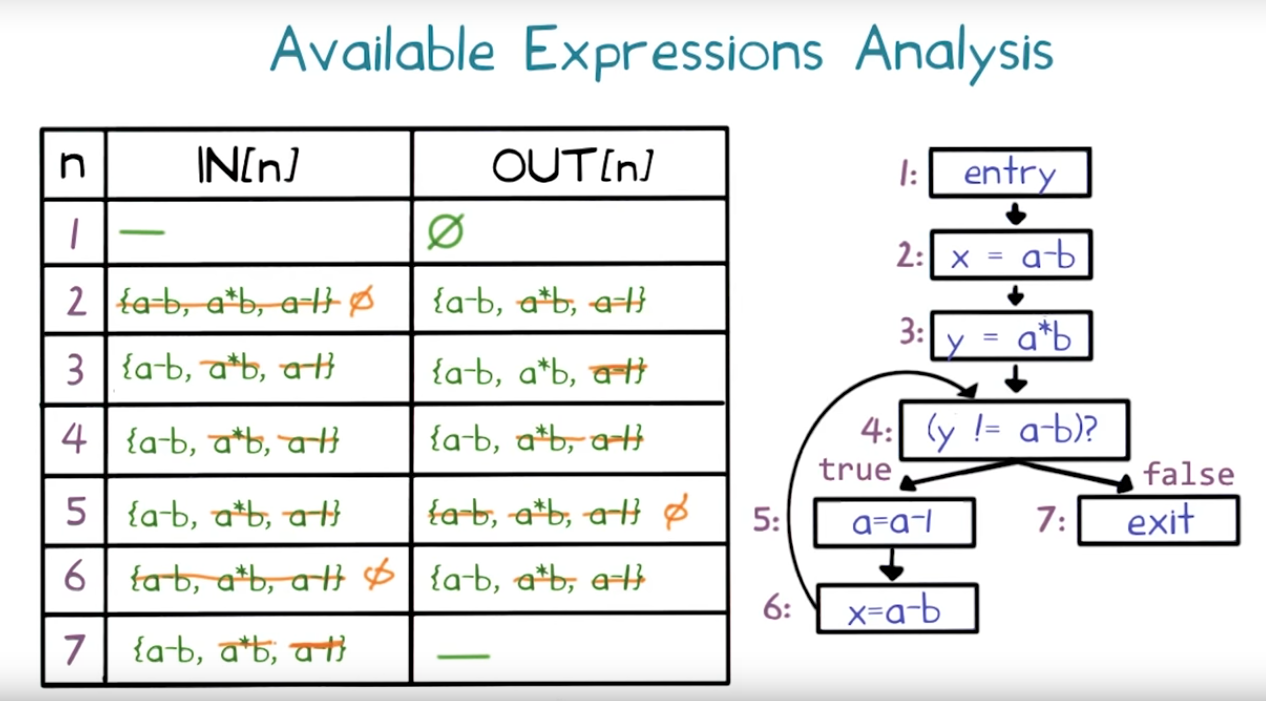 Available Expressions Analysis
n IN[n] OUT[n]
1 — ∅
2 {a-b, a*b, a-1} ∅ {a-b, a*b, a-1}
3 {a-b, a*b, a-1} {a-b, a*b, a-1}
4 {a-b, a*b, a-1} {a-b, a*b, a-1}
5 {a-b, a*b, a-1} {a-b, a*b, a-1} ∅
6 {a-b, a*b, a-1} ∅ {a-b, a*b, a-1}
7 {a-b, a*b, a-1} —
1: entry
2: x = a-b
3: y = a*b
4: (y != a-b)?
true false
5: a=a-1 7: exit
6: x=a-b